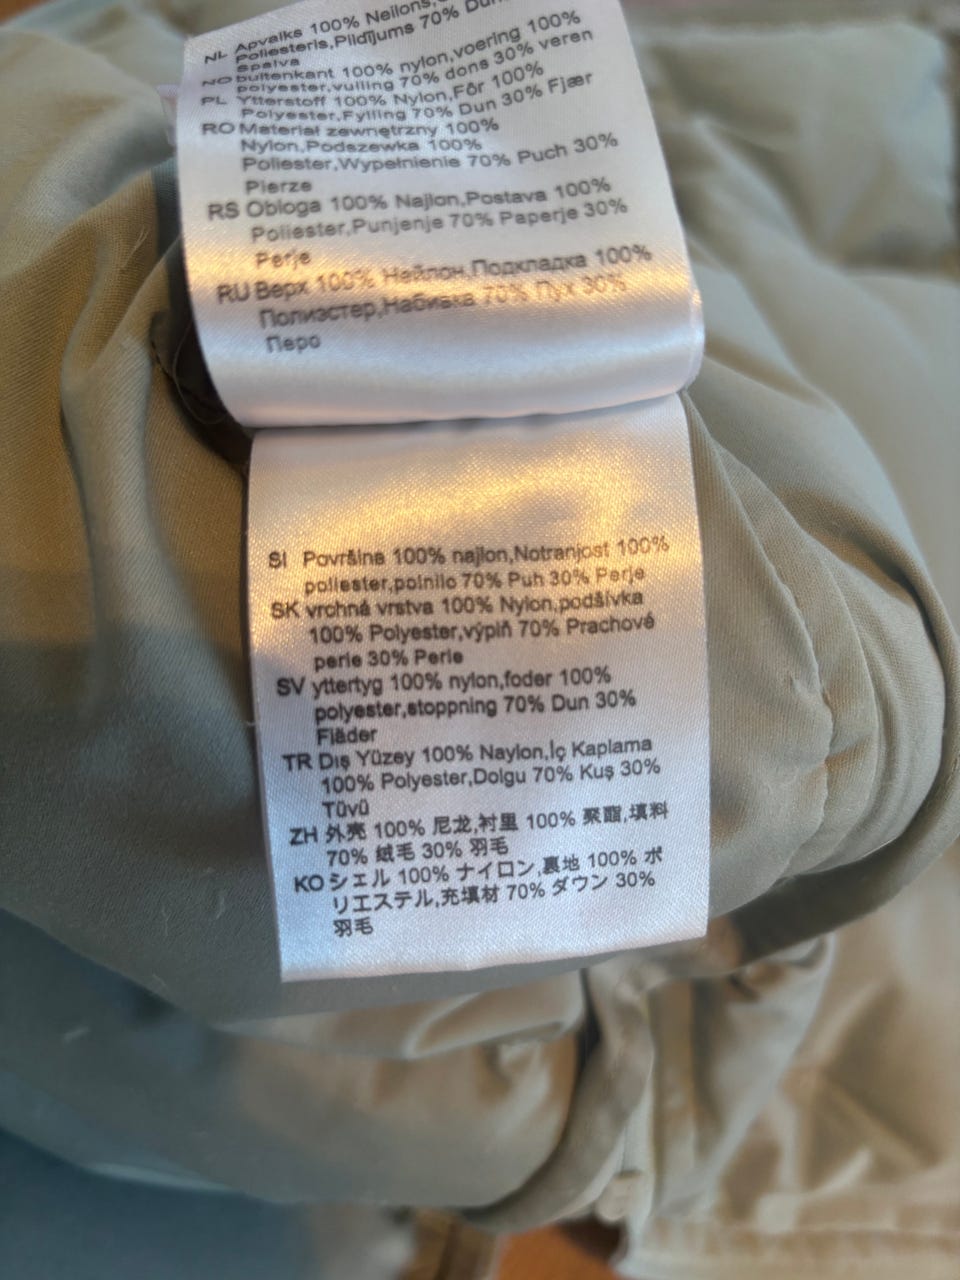 NL Apvalks 100% Neilons,
Poliesteris,Pildījums 70% Dun
spalva
NO buitenkant 100% nylon,voering 100%
polyester,vulling 70% dons 30% veren
PL Ytterstoff 100% Nylon,Fôr 100%
Polyester,Fylling 70% Dun 30% Fjær
RO Materiał zewnętrzny 100%
Nylon,Podszewka 100%
Poliester,Wypełnienie 70% Puch 30%
Pierze
RS Obloga 100% Najlon,Postava 100%
Poliester,Punjenje 70% Paperje 30%
Perje
RU Верх 100% Нейлон,Подкладка 100%
Полиэстер,Набивка 70% Пух 30%
Перо
SI Površina 100% najlon,Notranjost 100%
poliester,polnilo 70% Puh 30% Perje
SK vrchná vrstva 100% Nylon,podšívka
100% Polyester,výplň 70% Prachové
perie 30% Perie
SV yttertyg 100% nylon,foder 100%
polyester,stoppning 70% Dun 30%
Fläder
TR Dış Yüzey 100% Naylon,İç Kaplama
100% Polyester,Dolgu 70% Kuş 30%
Tüyü
ZH 外壳 100% 尼龙,衬里 100% 聚酯,填料
70% 绒毛 30% 羽毛
KO シェル 100% ナイロン,裏地 100% ポ
リエステル,充填材 70% ダウン 30%
羽毛